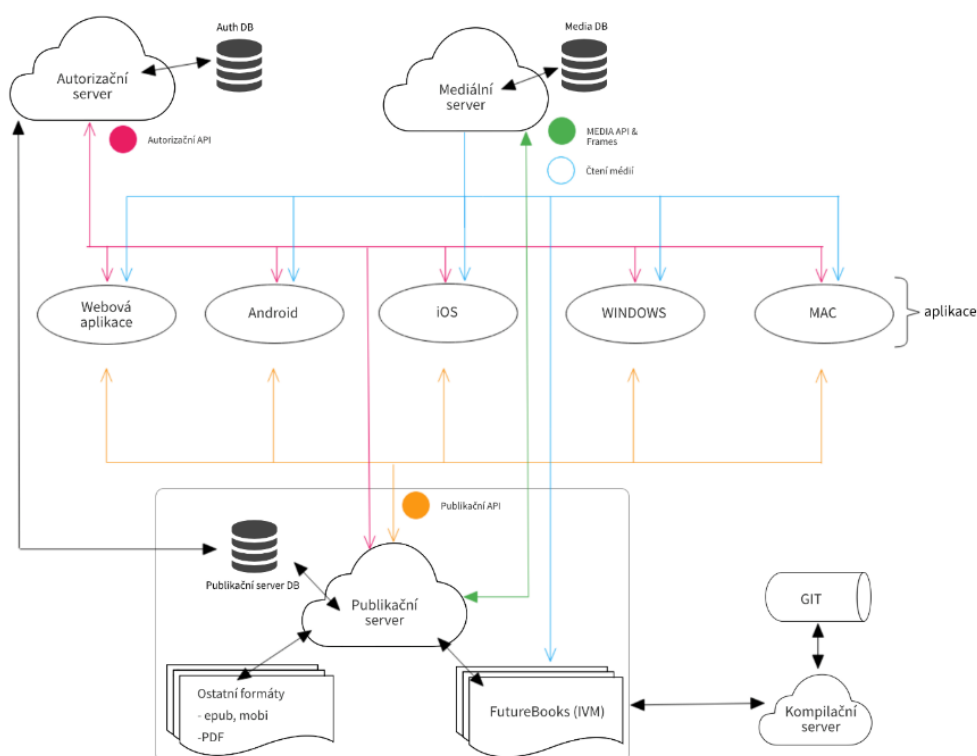 Auth DB
Media DB
Autorizační
server
Mediální
server
Autorizační API
MEDIA API &
Frames
Čtení médií
Webová
aplikace
Android
iOS
WINDOWS
MAC
aplikace
Publikační API
Publikační server DB
Publikační
server
GIT
Ostatní formáty
- epub, mobi
-PDF
FutureBooks (IVM)
Kompilační
server